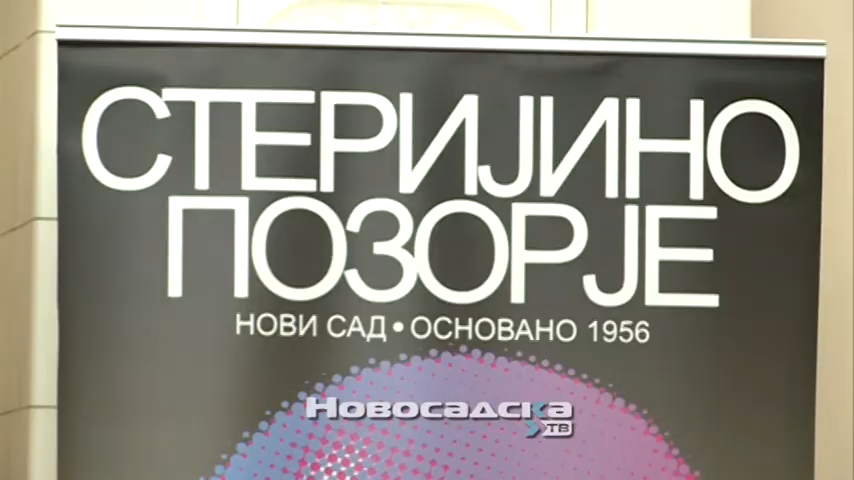 СТЕРИЈИНО
ПОЗОРЈЕ
НОВИ САД • ОСНОВАНО 1956
НОВОСАДСКА
ТВ